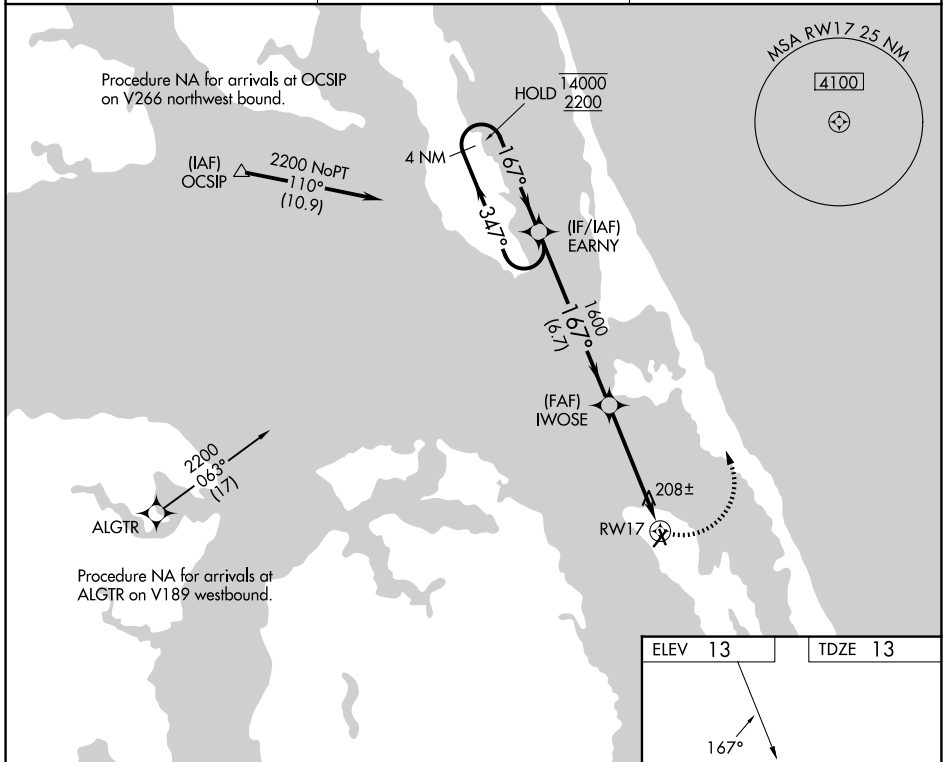 MSA RW17 25 NM
4100
Procedure NA for arrivals at OCSIP
on V266 northwest bound.
HOLD
14000
2200
4 NM
167°
347°
(IAF)
OCSIP
2200 NoPT
110°
(10.9)
(IF/IAF)
EARNY
1600
167°
(6.7)
(FAF)
IWOSE
2200
063°
(17)
ALGTR
208±
RW17
Procedure NA for arrivals at
ALGTR on V189 westbound.
ELEV 13
TDZE 13
167°